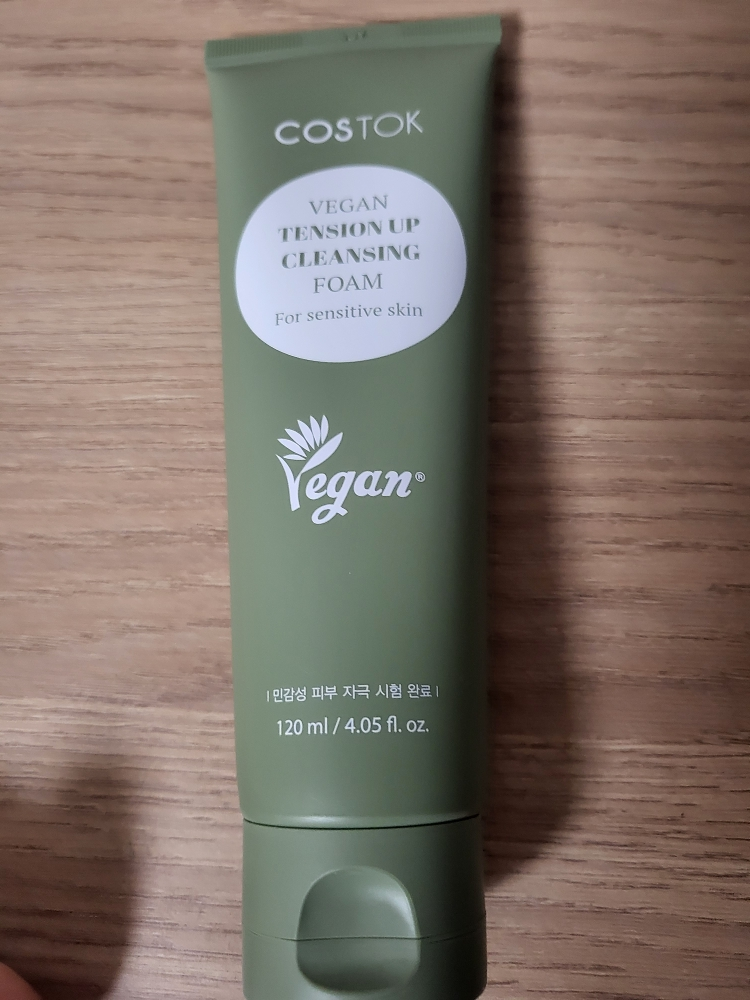 COSTOK
VEGAN
TENSION UP
CLEANSING
FOAM
For sensitive skin
Vegan®
| 민감성 피부 자극 시험 완료 |
120 ml / 4.05 fl. oz.